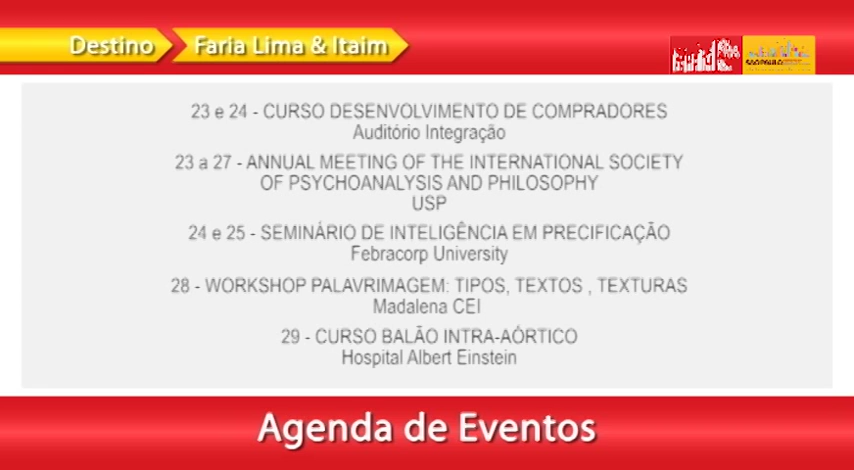 Destino
Faria Lima & Itaim
SÃO PAULO
23 e 24 - CURSO DESENVOLVIMENTO DE COMPRADORES
Auditório Integração
23 a 27 - ANNUAL MEETING OF THE INTERNATIONAL SOCIETY
OF PSYCHOANALYSIS AND PHILOSOPHY
USP
24 e 25 - SEMINÁRIO DE INTELIGÊNCIA EM PRECIFICAÇÃO
Febracorp University
28 - WORKSHOP PALAVRIMAGEM: TIPOS, TEXTOS , TEXTURAS
Madalena CEI
29 - CURSO BALÃO INTRA-AÓRTICO
Hospital Albert Einstein
Agenda de Eventos